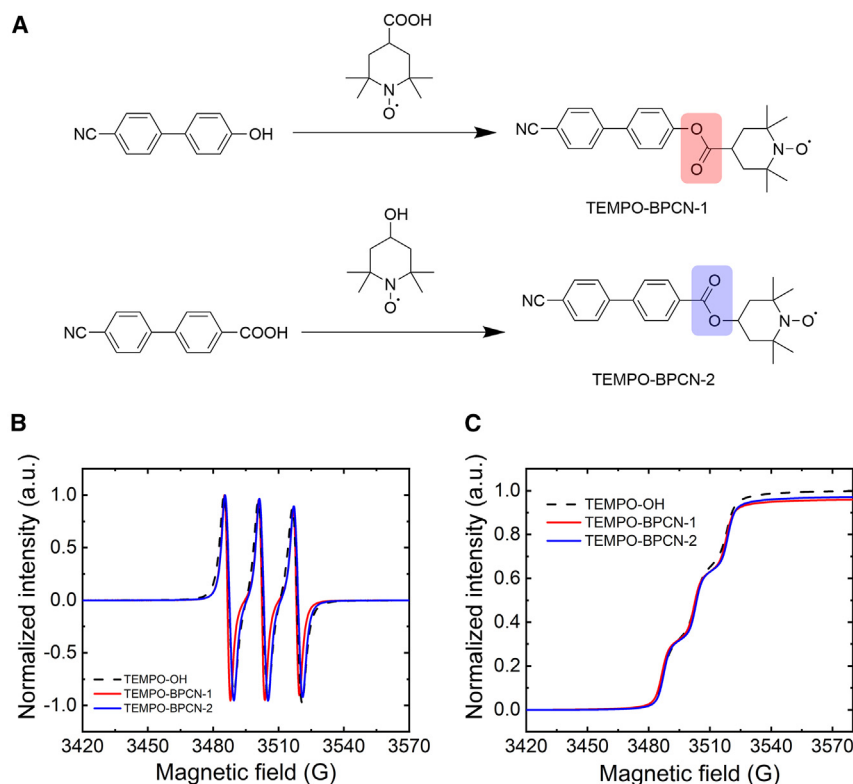 A
COOH
N
O•
NC
OH
O
O
N-O•
TEMPO-BPCN-1
OH
N
O•
NC
COOH
NC
O
O
N-O•
TEMPO-BPCN-2
NC
B
Normalized intensity (a.u.)
1.0
0.5
0.0
-0.5
-1.0
TEMPO-OH
TEMPO-BPCN-1
TEMPO-BPCN-2
3420 3450 3480 3510 3540 3570
Magnetic field (G)
C
Normalized intensity (a.u.)
1.0
0.8
0.6
0.4
0.2
0.0
TEMPO-OH
TEMPO-BPCN-1
TEMPO-BPCN-2
3420 3450 3480 3510 3540 3570
Magnetic field (G)